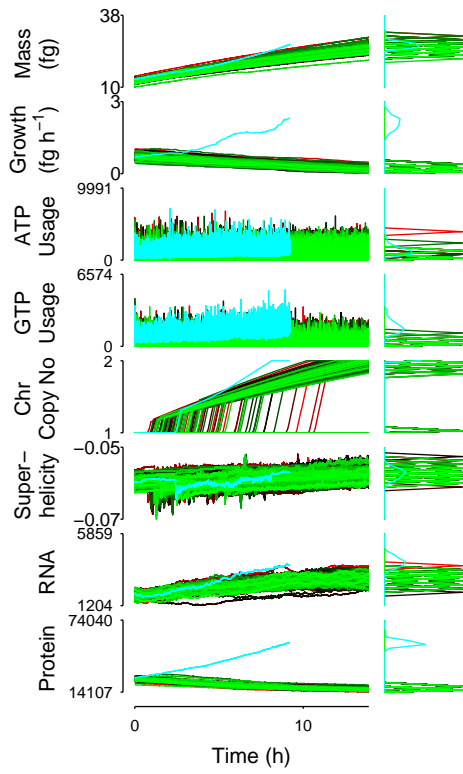 38
Mass
(fg)
10
3
Growth
(fg h⁻¹)
0
9991
ATP
Usage
0
6574
GTP
Usage
0
2
Chr
Copy No
1
−0.05
Super−
helicity
−0.07
5859
RNA
1204
74040
Protein
14107
0 10
Time (h)